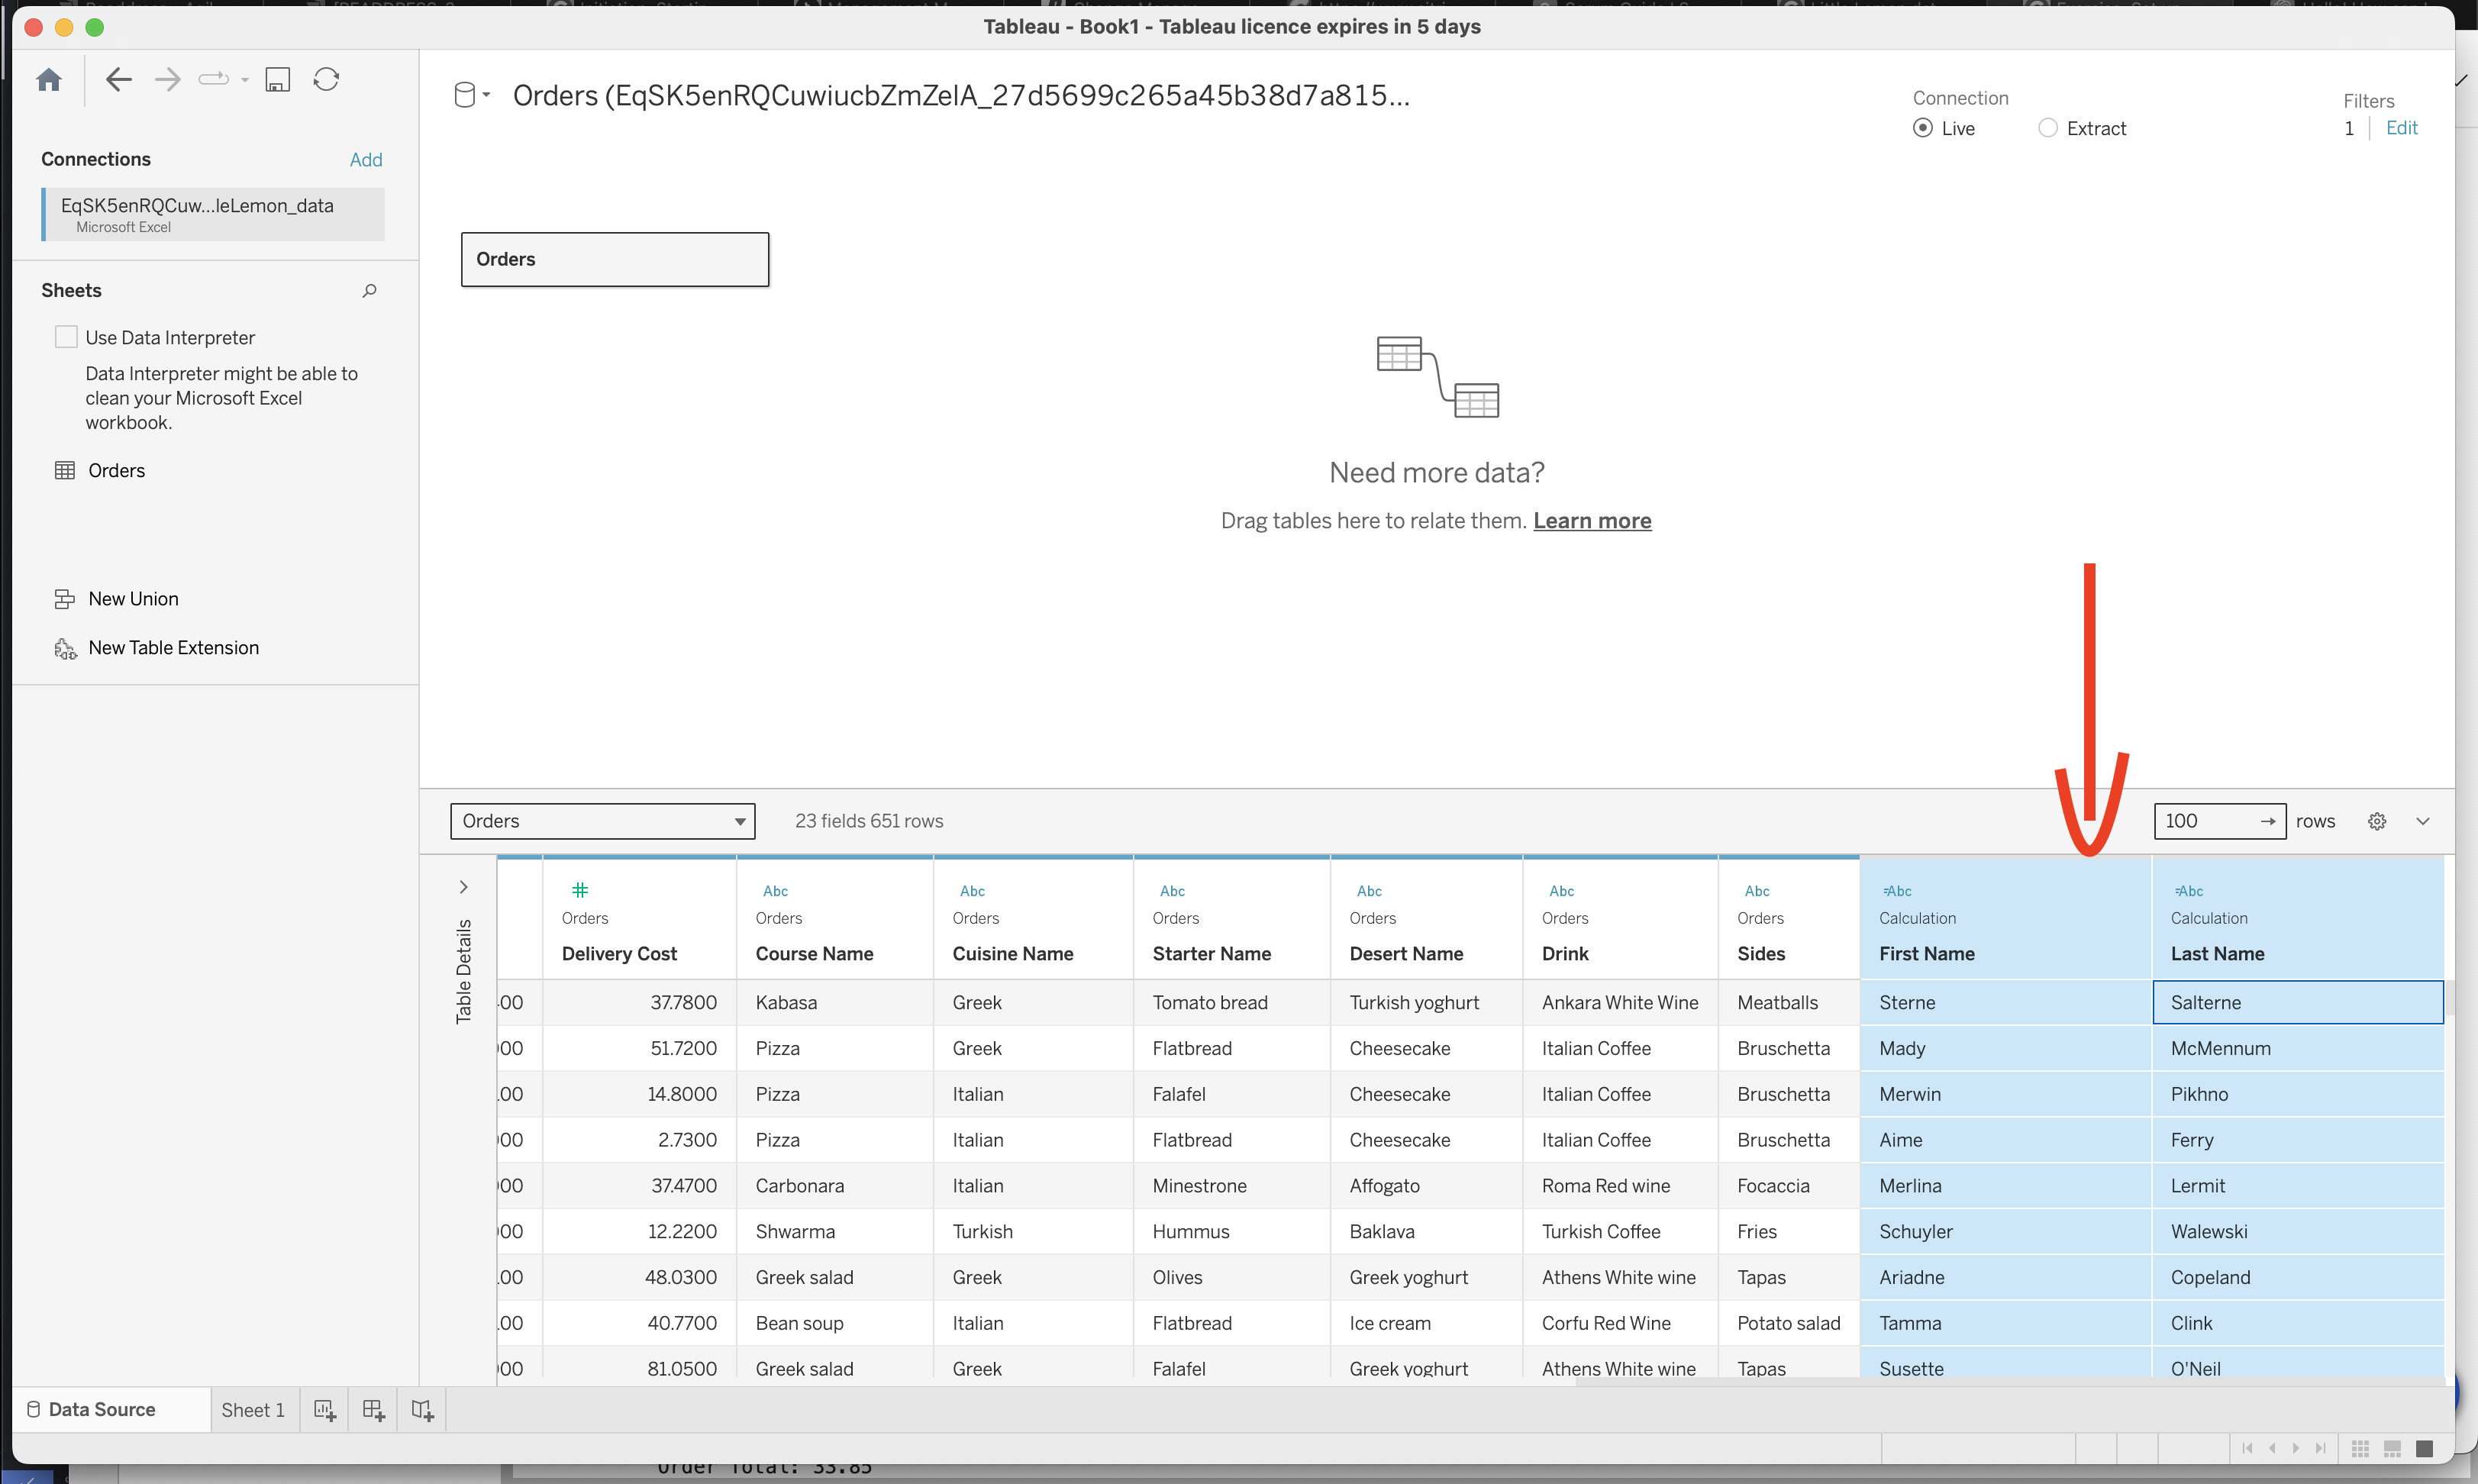 Tableau - Book1 - Tableau licence expires in 5 days
Orders (EqSK5enRQCuwiucbZmZelA_27d5699c265a45b38d7a815...
Connection
Live
Extract
Filters
1
Edit
Connections
Add
EqSK5enRQCuw...leLemon_data
Microsoft Excel
Sheets
Use Data Interpreter
Data Interpreter might be able to
clean your Microsoft Excel
workbook.
Orders
New Union
New Table Extension
Orders
Need more data?
Drag tables here to relate them. Learn more
Orders
23 fields 651 rows
100
rows
Table Details
# Abc Abc Abc Abc Abc Abc =Abc =Abc
Orders Orders Orders Orders Orders Orders Orders Calculation Calculation
Delivery Cost Course Name Cuisine Name Starter Name Desert Name Drink Sides First Name Last Name
00 37.7800 Kabasa Greek Tomato bread Turkish yoghurt Ankara White Wine Meatballs Sterne Salterne
00 51.7200 Pizza Greek Flatbread Cheesecake Italian Coffee Bruschetta Mady McMennum
.00 14.8000 Pizza Italian Falafel Cheesecake Italian Coffee Bruschetta Merwin Pikhno
00 2.7300 Pizza Italian Flatbread Cheesecake Italian Coffee Bruschetta Aime Ferry
00 37.4700 Carbonara Italian Minestrone Affogato Roma Red wine Focaccia Merlina Lermit
00 12.2200 Shwarma Turkish Hummus Baklava Turkish Coffee Fries Schuyler Walewski
.00 48.0300 Greek salad Greek Olives Greek yoghurt Athens White wine Tapas Ariadne Copeland
.00 40.7700 Bean soup Italian Flatbread Ice cream Corfu Red Wine Potato salad Tamma Clink
00 81.0500 Greek salad Greek Falafel Greek yoghurt Athens White wine Tapas Susette O'Neil
Data Source
Sheet 1
Order Total: 33.85